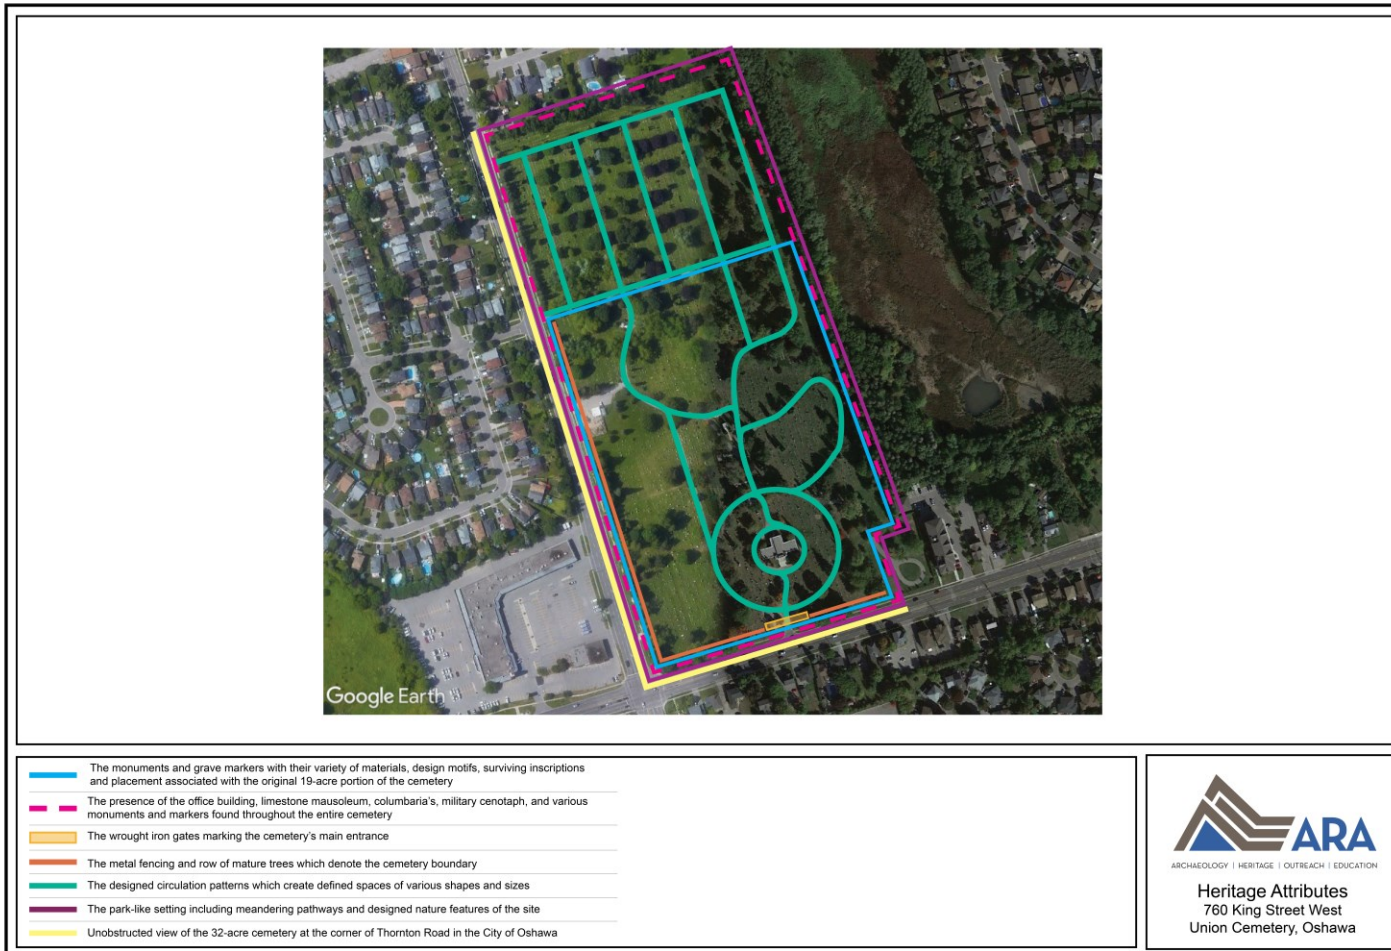 Google Earth
The monuments and grave markers with their variety of materials, design motifs, surviving inscriptions
and placement associated with the original 19-acre portion of the cemetery
The presence of the office building, limestone mausoleum, columbaria's, military cenotaph, and various
monuments and markers found throughout the entire cemetery
The wrought iron gates marking the cemetery's main entrance
The metal fencing and row of mature trees which denote the cemetery boundary
The designed circulation patterns which create defined spaces of various shapes and sizes
The park-like setting including meandering pathways and designed nature features of the site
Unobstructed view of the 32-acre cemetery at the corner of Thornton Road in the City of Oshawa
ARA
ARCHAEOLOGY | HERITAGE | OUTREACH | EDUCATION
Heritage Attributes
760 King Street West
Union Cemetery, Oshawa